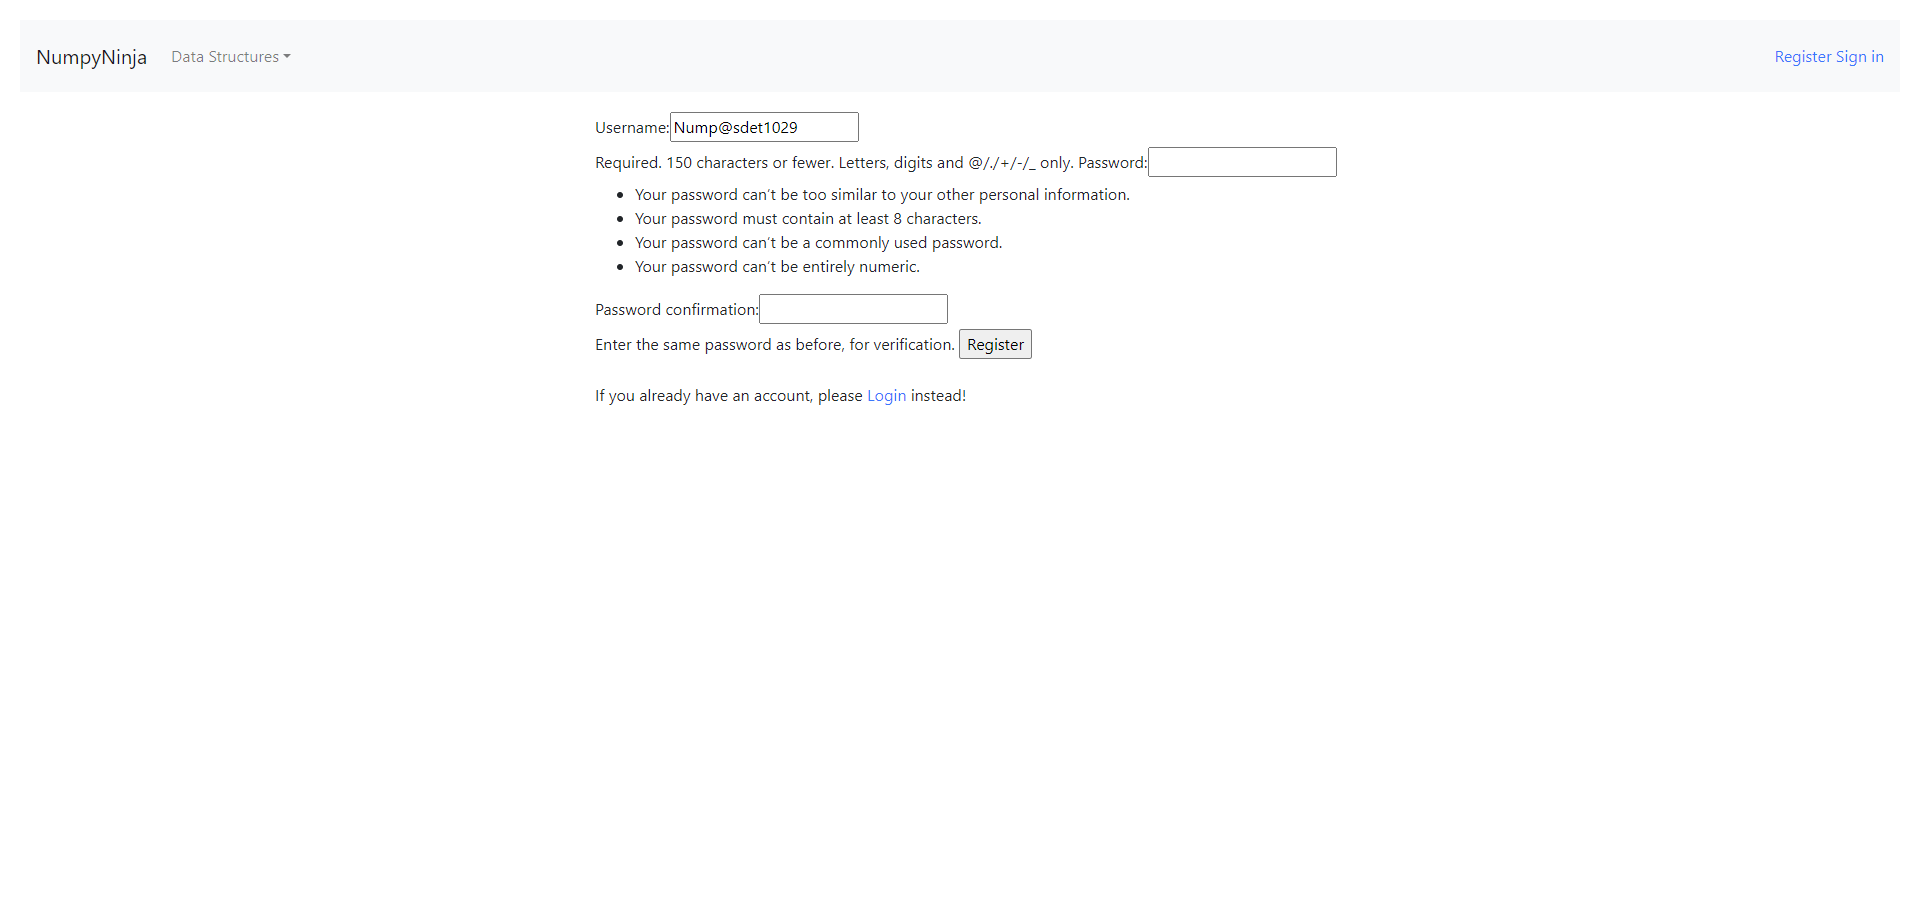 NumpyNinja Data Structures Register Sign in
Username: Nump@sdet1029
Required. 150 characters or fewer. Letters, digits and @/./+/-/_ only. Password:
• Your password can’t be too similar to your other personal information.
• Your password must contain at least 8 characters.
• Your password can’t be a commonly used password.
• Your password can’t be entirely numeric.
Password confirmation:
Enter the same password as before, for verification. Register
If you already have an account, please Login instead!